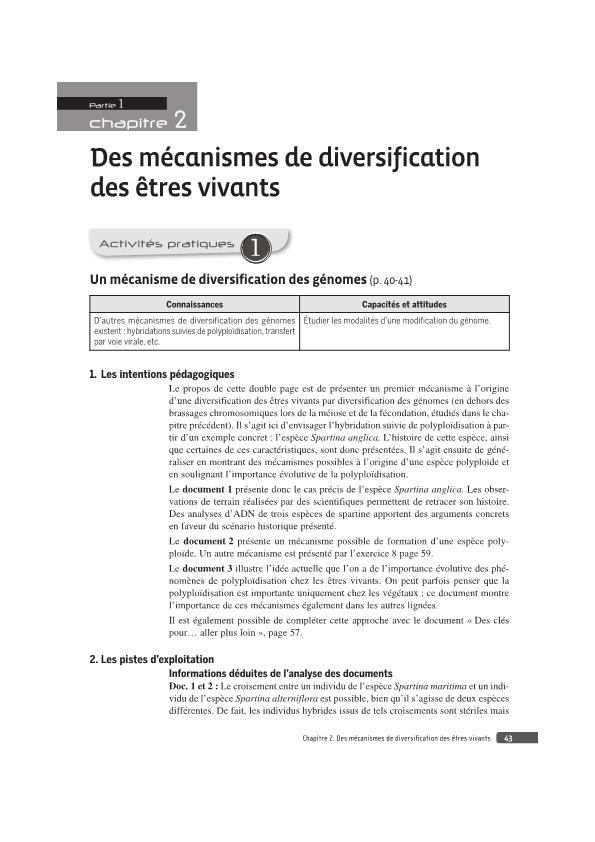 Partie 1
chapitre 2
Des mécanismes de diversification
des êtres vivants
Activités pratiques 1
Un mécanisme de diversification des génomes (p. 40-41)
Connaissances
Capacités et attitudes
D'autres mécanismes de diversification des génomes
existent : hybridations suivies de polyploïdisation, transfert
par voie virale, etc.
Étudier les modalités d'une modification du génome.
1. Les intentions pédagogiques
Le propos de cette double page est de présenter un premier mécanisme à l'origine
d'une diversification des êtres vivants par diversification des génomes (en dehors des
brassages chromosomiques lors de la méiose et de la fécondation, étudiés dans le cha-
pitre précédent). Il s'agit ici d'envisager l'hybridation suivie de polyploïdisation à par-
tir d'un exemple concret : l'espèce Spartina anglica. L'histoire de cette espèce, ainsi
que certaines de ces caractéristiques, sont donc présentées. Il s'agit ensuite de géné-
raliser en montrant des mécanismes possibles à l'origine d'une espèce polyploïde et
en soulignant l'importance évolutive de la polyploïdisation.
Le document 1 présente donc le cas précis de l'espèce Spartina anglica. Les obser-
vations de terrain réalisées par des scientifiques permettent de retracer son histoire.
Des analyses d'ADN de trois espèces de spartine apportent des arguments concrets
en faveur du scénario historique présenté.
Le document 2 présente un mécanisme possible de formation d'une espèce poly-
ploïde. Un autre mécanisme est présenté par l'exercice 8 page 59.
Le document 3 illustre l'idée actuelle que l'on a de l'importance évolutive des phé-
nomènes de polyploïdisation chez les êtres vivants. On peut parfois penser que la
polyploïdisation est importante uniquement chez les végétaux ; ce document montre
l'importance de ces mécanismes également dans les autres lignées.
Il est également possible de compléter cette approche avec le document « Des clés
pour… aller plus loin », page 57.
2. Les pistes d'exploitation
Informations déduites de l'analyse des documents
Doc. 1 et 2 : Le croisement entre un individu de l'espèce Spartina maritima et un indi-
vidu de l'espèce Spartina alterniflora est possible, bien qu'il s'agisse de deux espèces
différentes. De fait, les individus hybrides issus de tels croisements sont stériles mais
Chapitre 2. Des mécanismes de diversification des êtres vivants 43